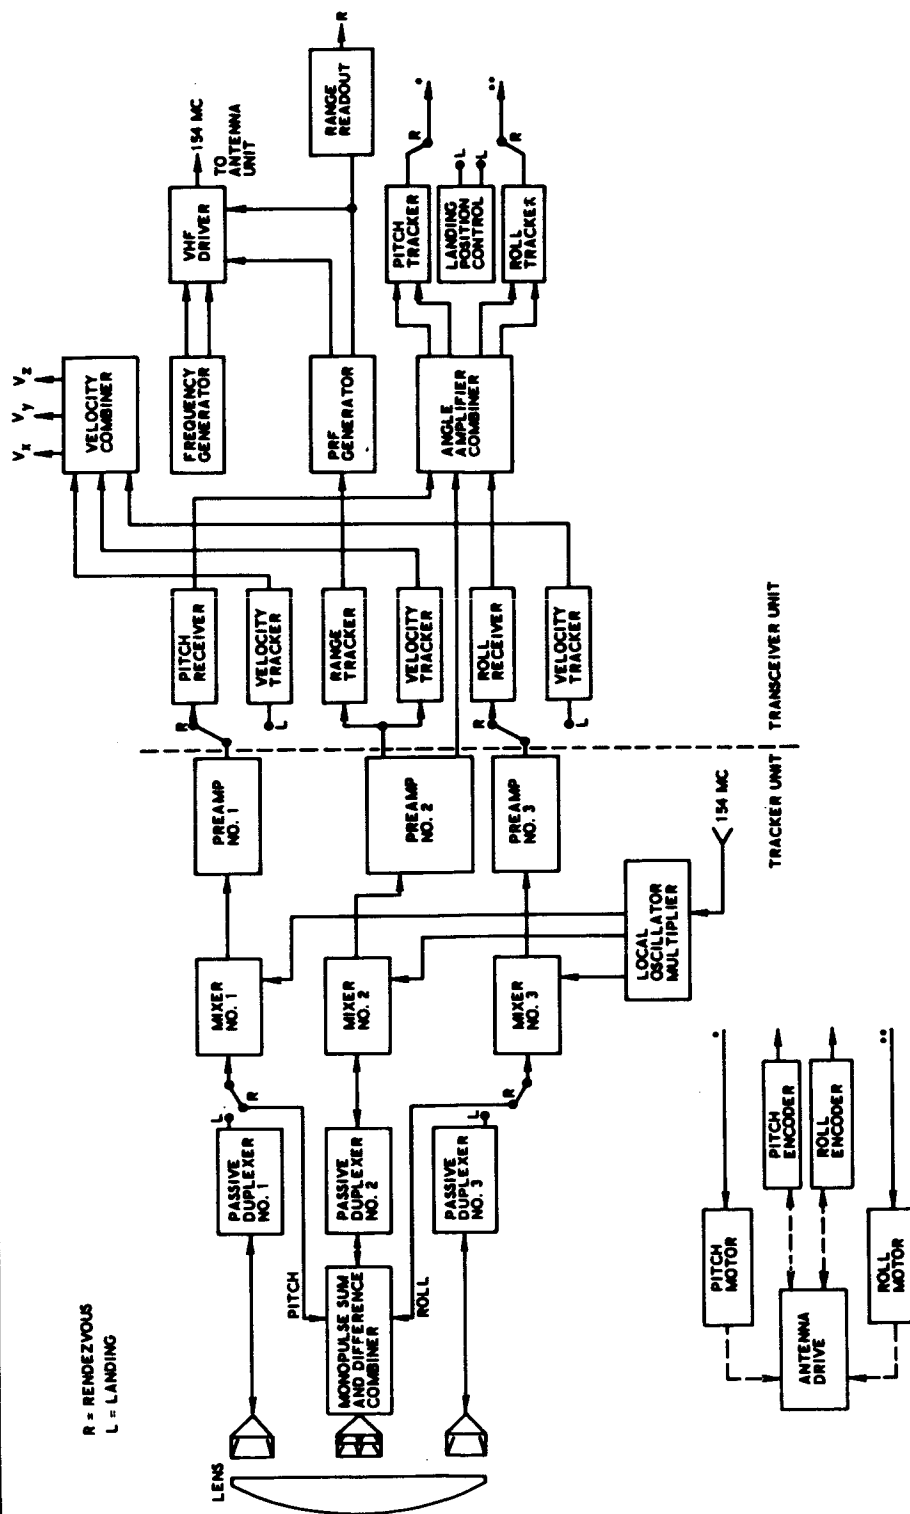 R = RENDEZVOUS
L = LANDING
LENS
PASSIVE
DUPLEXER
NO. 1
L
R
PITCH
MONOPULSE SUM
AND DIFFERENCE
COMBINER
PASSIVE
DUPLEXER
NO. 2
ROLL
PASSIVE
DUPLEXER
NO. 3
L
R
MIXER
NO. 1
MIXER
NO. 2
MIXER
NO. 3
PREAMP
NO. 1
PREAMP
NO. 2
PREAMP
NO. 3
LOCAL
OSCILLATOR
MULTIPLIER
154 MC
TRACKER UNIT
TRANSCEIVER UNIT
R
PITCH
RECEIVER
L
VELOCITY
TRACKER
RANGE
TRACKER
VELOCITY
TRACKER
R
ROLL
RECEIVER
L
VELOCITY
TRACKER
Vx Vy Vz
VELOCITY
COMBINER
FREQUENCY
GENERATOR
PRF
GENERATOR
ANGLE
AMPLIFIER
COMBINER
VHF
DRIVER
154 MC
TO
ANTENNA
UNIT
RANGE
READOUT
R
PITCH
TRACKER
R
*
LANDING
POSITION
CONTROL
L
L
ROLL
TRACKER
R
**
PITCH
MOTOR
*
ANTENNA
DRIVE
PITCH
ENCODER
ROLL
ENCODER
ROLL
MOTOR
**